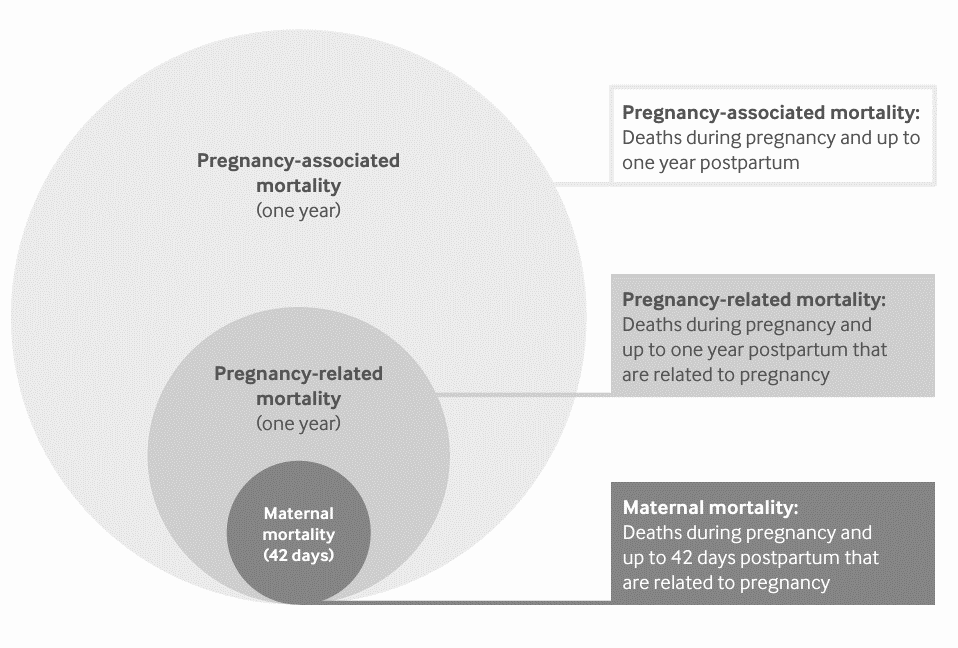 Pregnancy-associated
mortality
(one year)
Pregnancy-related
mortality
(one year)
Maternal
mortality
(42 days)
Pregnancy-associated mortality:
Deaths during pregnancy and up to
one year postpartum
Pregnancy-related mortality:
Deaths during pregnancy and
up to one year postpartum that
are related to pregnancy
Maternal mortality:
Deaths during pregnancy and
up to 42 days postpartum that
are related to pregnancy